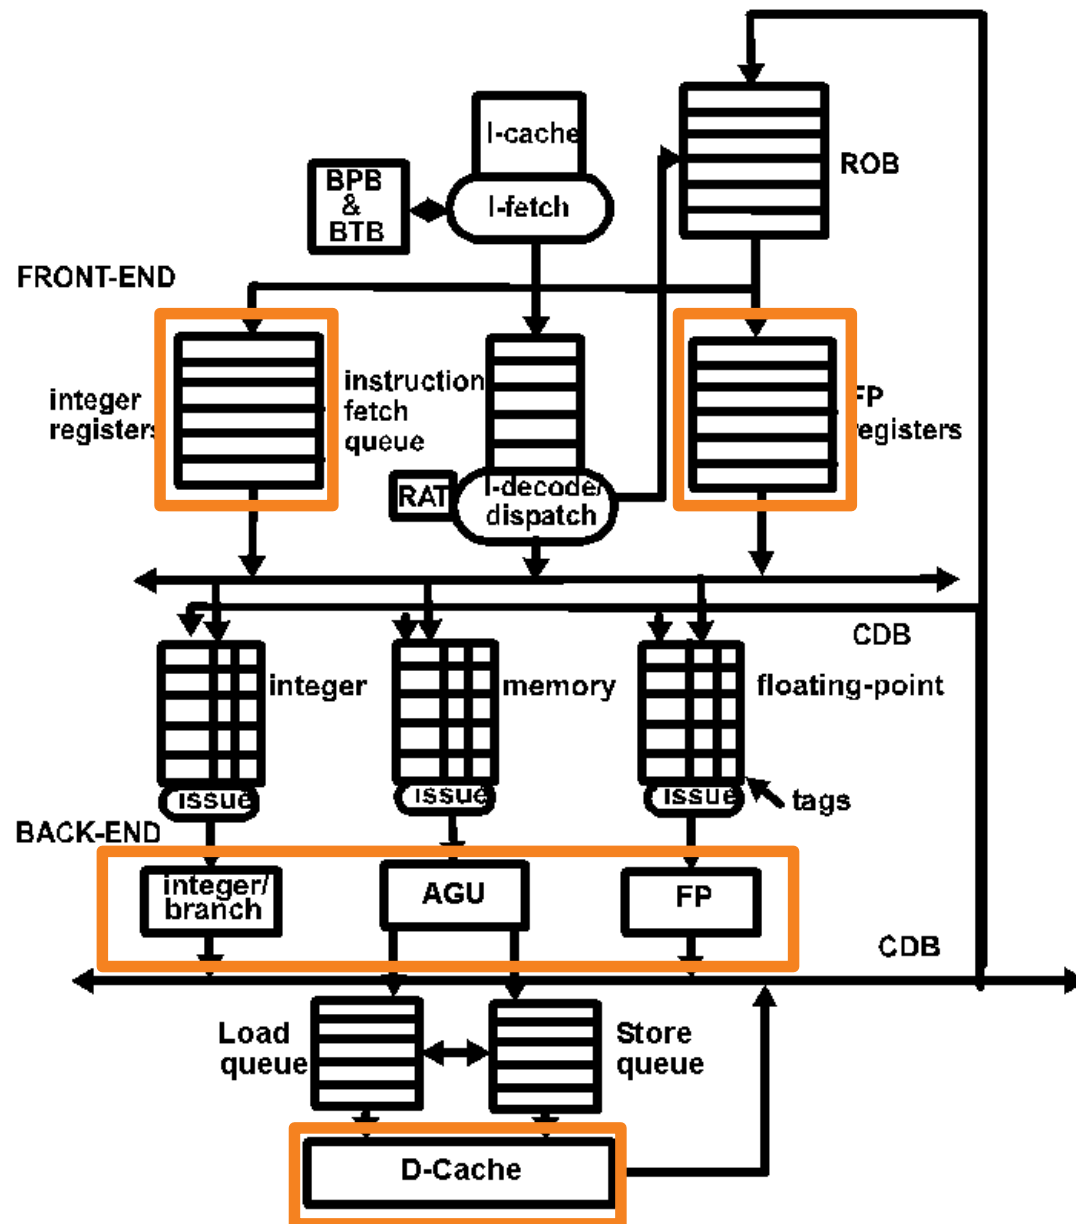 I-cache
ROB
BPB
&
BTB
I-fetch
FRONT-END
integer
registers
instruction
fetch
queue
FP
registers
RAT
I-decode/
dispatch
CDB
integer
memory
floating-point
issue
issue
issue
tags
BACK-END
integer/
branch
AGU
FP
CDB
Load
queue
Store
queue
D-Cache